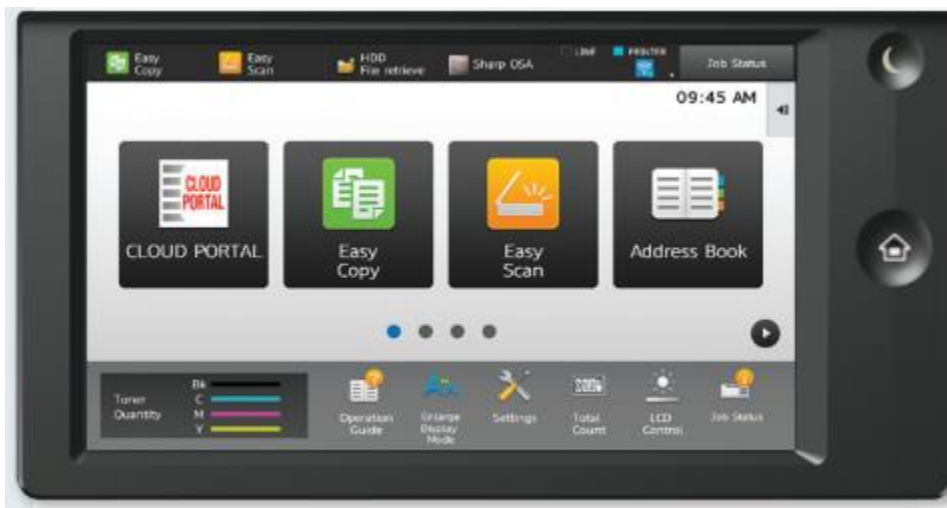 Easy
Copy
Easy
Scan
HDD
File retrieve
Sharp OSA
LINE
PRINTER
Job Status
09:45 AM
CLOUD
PORTAL
CLOUD PORTAL
Easy
Copy
Easy
Scan
Address Book
Toner
Quantity
Bk
C
M
Y
Operation
Guide
Enlarge
Display
Mode
Settings
Total
Count
LCD
Control
Job Status